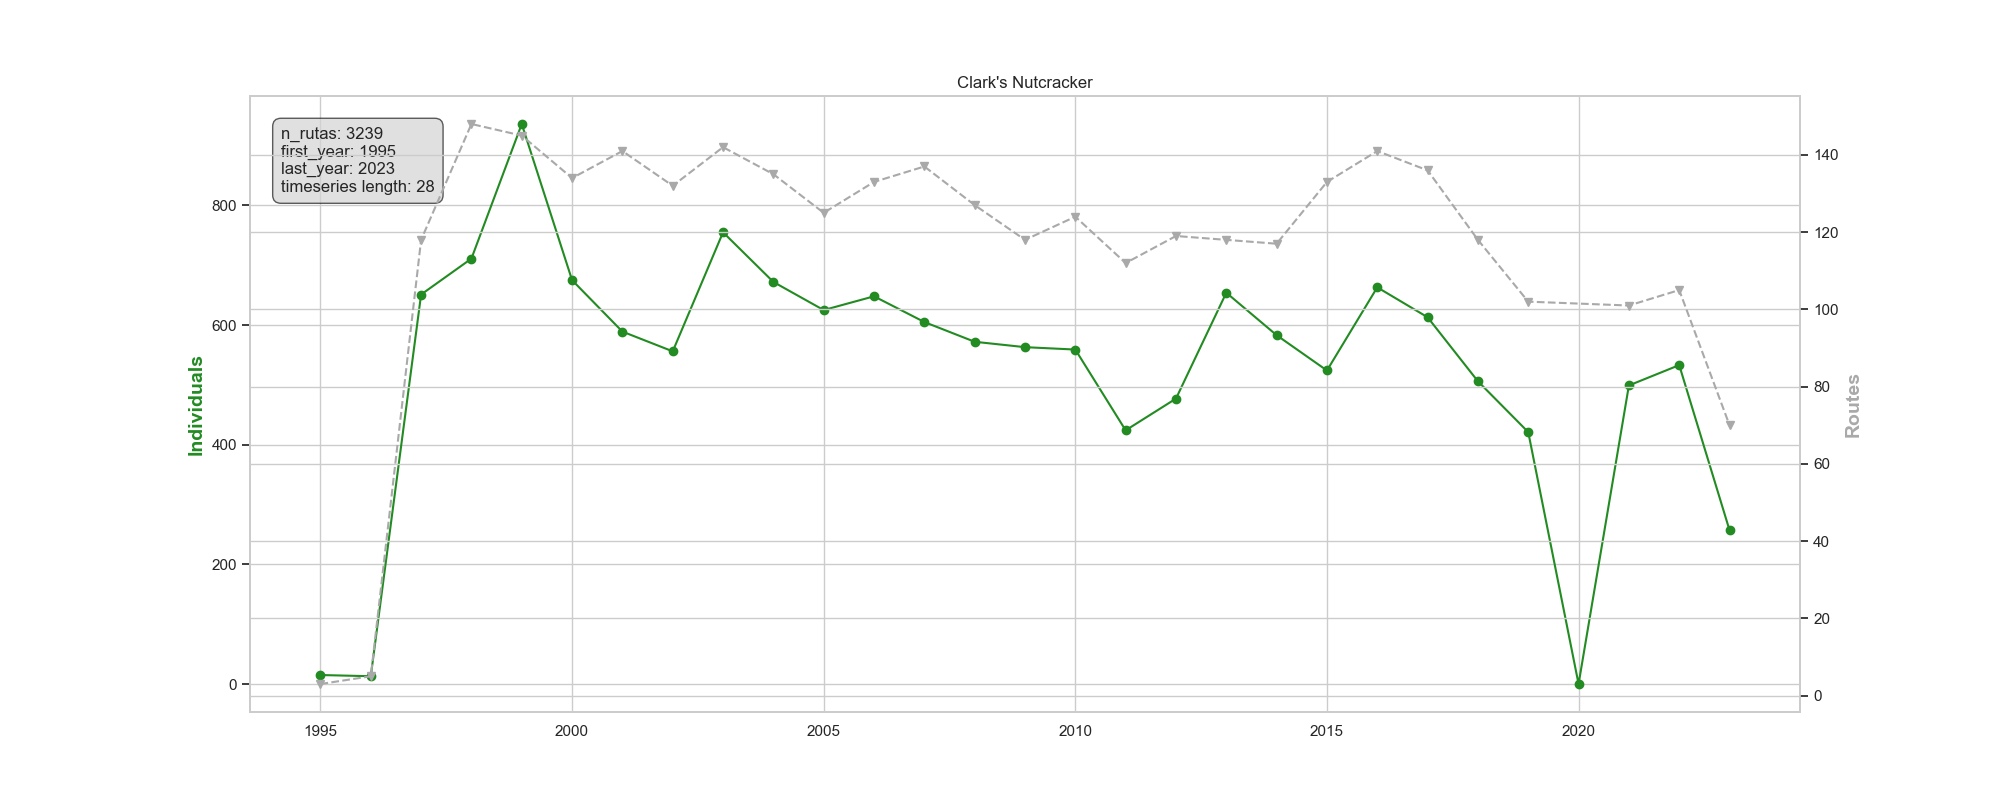 Clark's Nutcracker
n_rutas: 3239
first_year: 1995
last_year: 2023
timeseries length: 28
800
600
400
200
0
Individuals
140
120
100
80
60
40
20
0
Routes
1995
2000
2005
2010
2015
2020